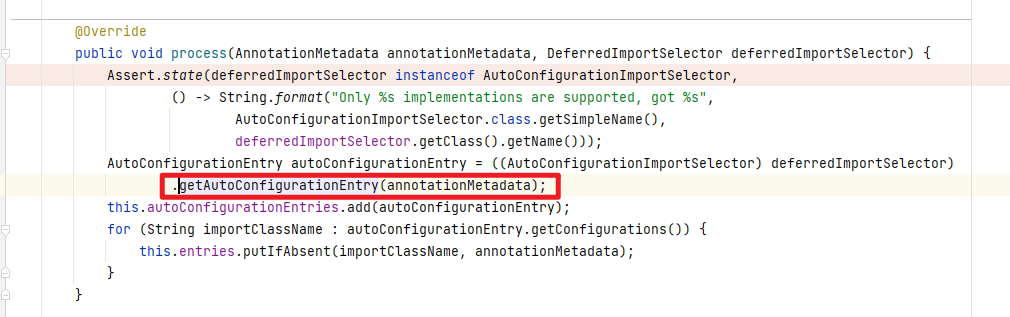 @Override
public void process(AnnotationMetadata annotationMetadata, DeferredImportSelector deferredImportSelector) {
Assert.state(deferredImportSelector instanceof AutoConfigurationImportSelector,
() -> String.format("Only %s implementations are supported, got %s",
AutoConfigurationImportSelector.class.getSimpleName(),
deferredImportSelector.getClass().getName()));
AutoConfigurationEntry autoConfigurationEntry = ((AutoConfigurationImportSelector) deferredImportSelector)
.getAutoConfigurationEntry(annotationMetadata);
this.autoConfigurationEntries.add(autoConfigurationEntry);
for (String importClassName : autoConfigurationEntry.getConfigurations()) {
this.entries.putIfAbsent(importClassName, annotationMetadata);
}
}